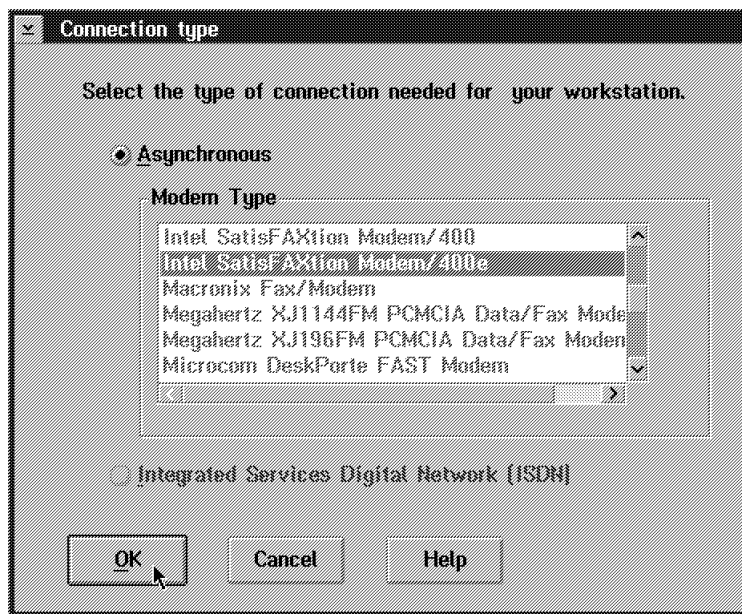 Connection type
Select the type of connection needed for your workstation.
Asynchronous
Modem Type
Intel SatisFAXtion Modem/400
Intel SatisFAXtion Modem/400e
Macronix Fax/Modem
Megahertz XJ1144FM PCMCIA Data/Fax Mode
Megahertz XJ196FM PCMCIA Data/Fax Modem
Microcom DeskPorte FAST Modem
Integrated Services Digital Network (ISDN)
OK Cancel Help